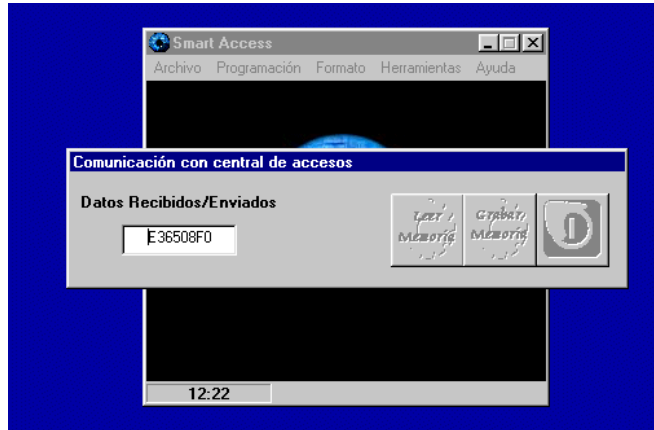 Smart Access
Archivo Programación Formato Herramientas Ayuda
Comunicación con central de accesos
Datos Recibidos/Enviados
E36508F0
Leer Memoria
Grabar Memoria
12:22